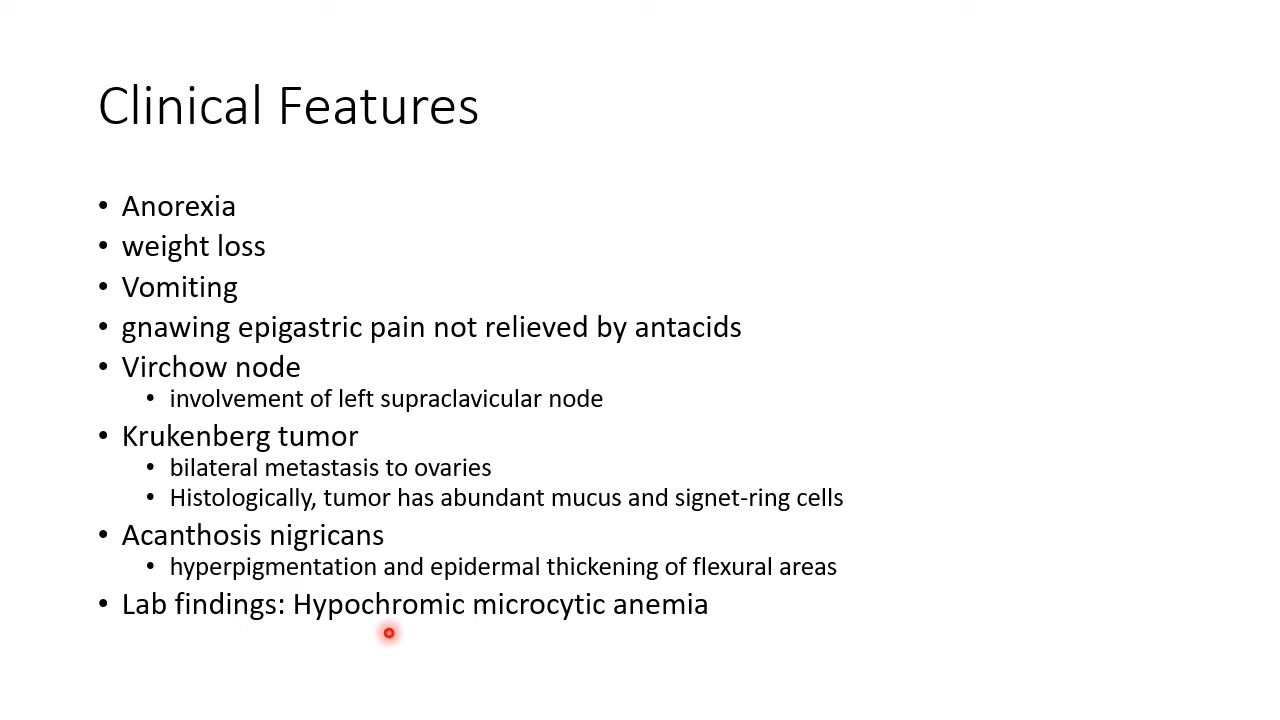 Clinical Features
• Anorexia
• weight loss
• Vomiting
• gnawing epigastric pain not relieved by antacids
• Virchow node
• involvement of left supraclavicular node
• Krukenberg tumor
• bilateral metastasis to ovaries
• Histologically, tumor has abundant mucus and signet-ring cells
• Acanthosis nigricans
• hyperpigmentation and epidermal thickening of flexural areas
• Lab findings: Hypochromic microcytic anemia